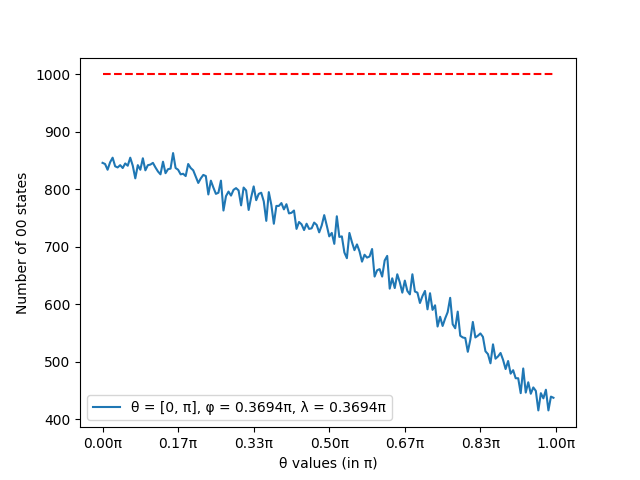 1000
900
800
700
600
500
400
Number of 00 states
θ = [0, π], φ = 0.3694π, λ = 0.3694π
0.00π 0.17π 0.33π 0.50π 0.67π 0.83π 1.00π
θ values (in π)